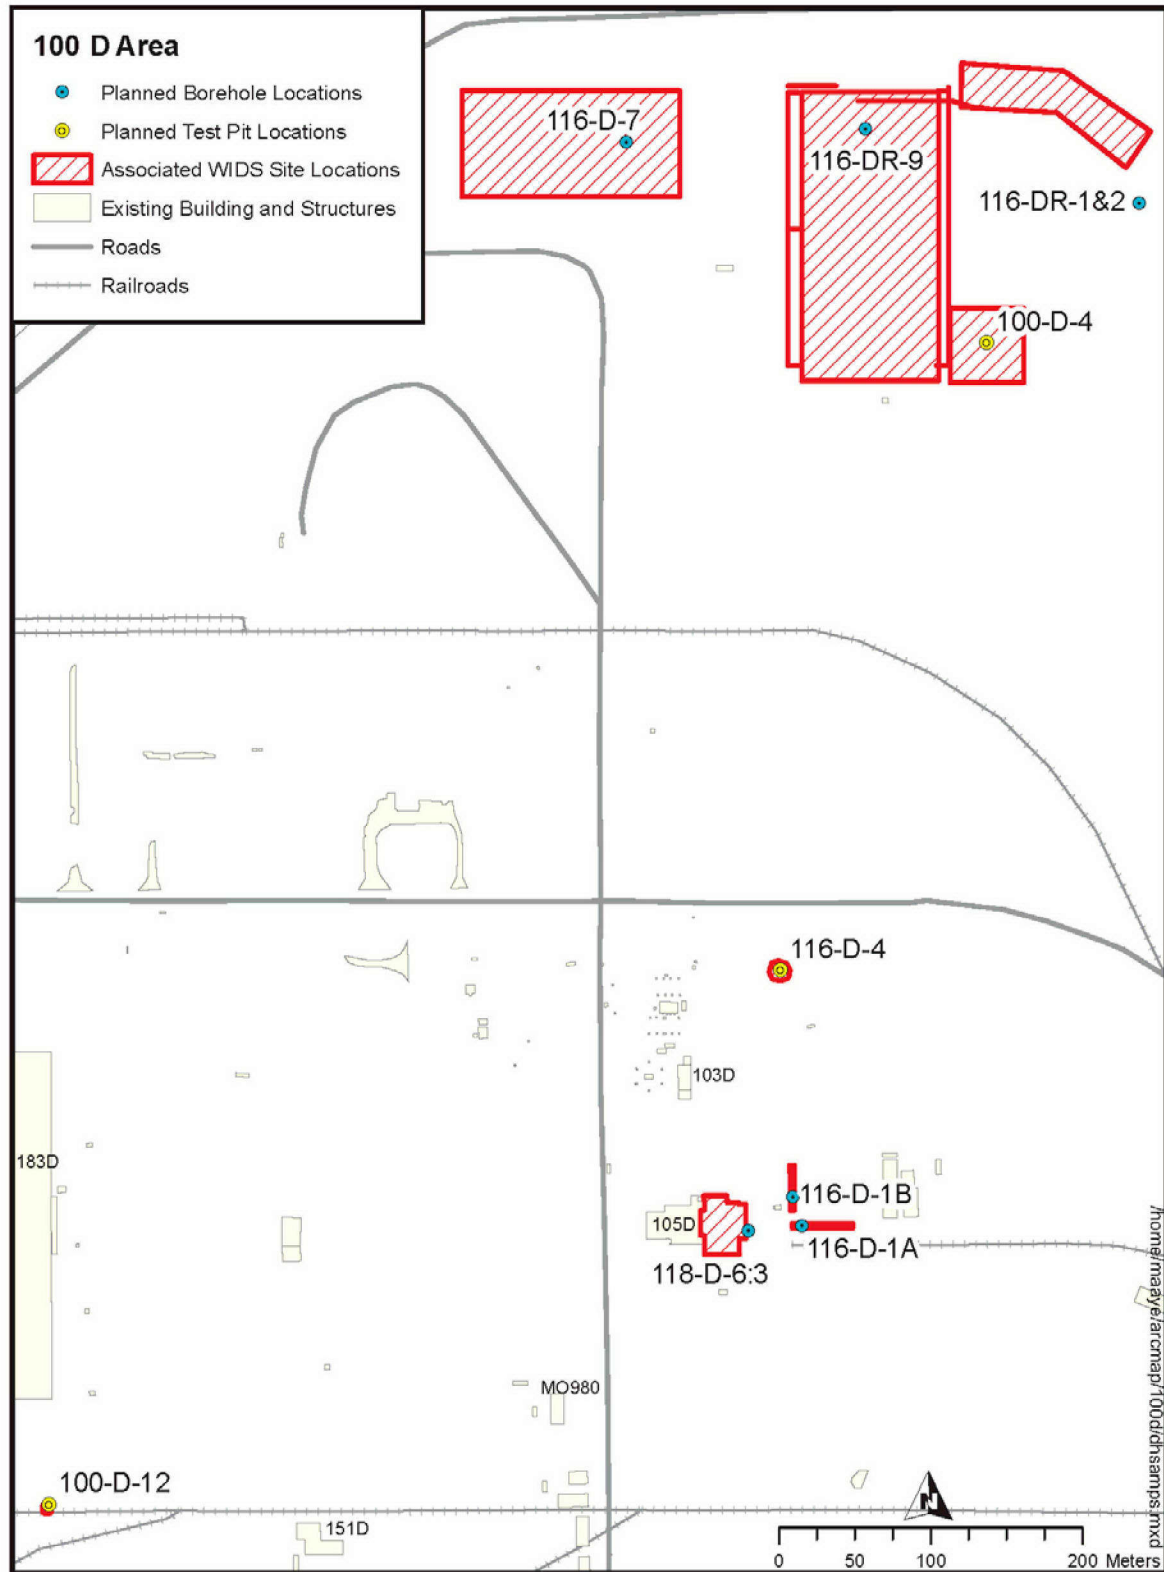 100 D Area
Planned Borehole Locations
Planned Test Pit Locations
Associated WIDS Site Locations
Existing Building and Structures
Roads
Railroads
116-D-7
116-DR-9
116-DR-1&2
100-D-4
116-D-4
103D
183D
116-D-1B
105D
116-D-1A
118-D-6:3
MO980
100-D-12
151D
N
0 50 100 200 Meters
/home/maaye/arcmap/100d/dhsamps.mxd